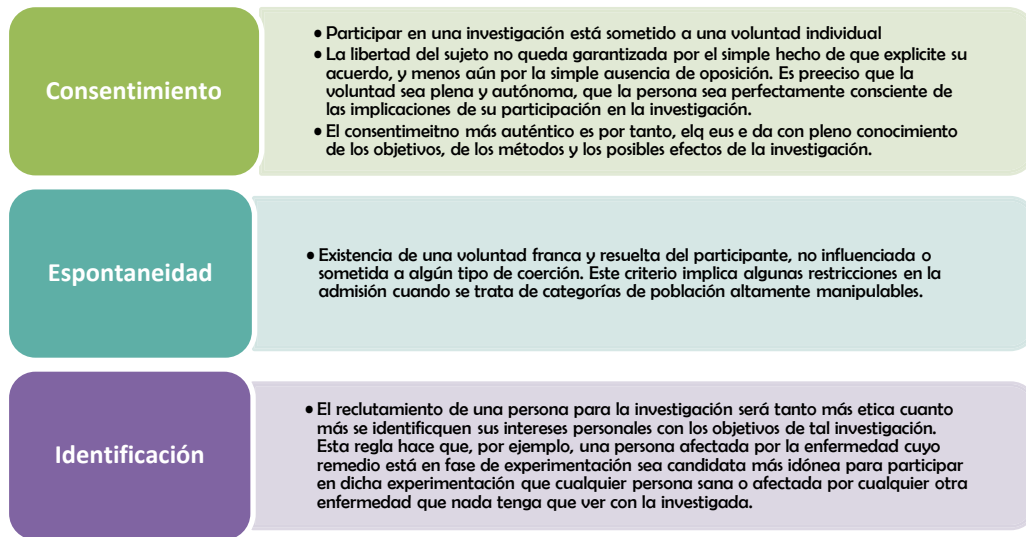 Consentimiento
• Participar en una investigación está sometido a una voluntad individual
• La libertad del sujeto no queda garantizada por el simple hecho de que explicite su
acuerdo, y menos aún por la simple ausencia de oposición. Es preeciso que la
voluntad sea plena y autónoma, que la persona sea perfectamente consciente de
las implicaciones de su participación en la investigación.
• El consentimeitno más auténtico es por tanto, elq eus e da con pleno conocimiento
de los objetivos, de los métodos y los posibles efectos de la investigación.
Espontaneidad
• Existencia de una voluntad franca y resuelta del participante, no influenciada o
sometida a algún tipo de coerción. Este criterio implica algunas restricciones en la
admisión cuando se trata de categorías de población altamente manipulables.
Identificación
• El reclutamiento de una persona para la investigación será tanto más etica cuanto
más se identificquen sus intereses personales con los objetivos de tal investigación.
Esta regla hace que, por ejemplo, una persona afectada por la enfermedad cuyo
remedio está en fase de experimentación sea candidata más idónea para participar
en dicha experimentación que cualquier persona sana o afectada por cualquier otra
enfermedad que nada tenga que ver con la investigada.